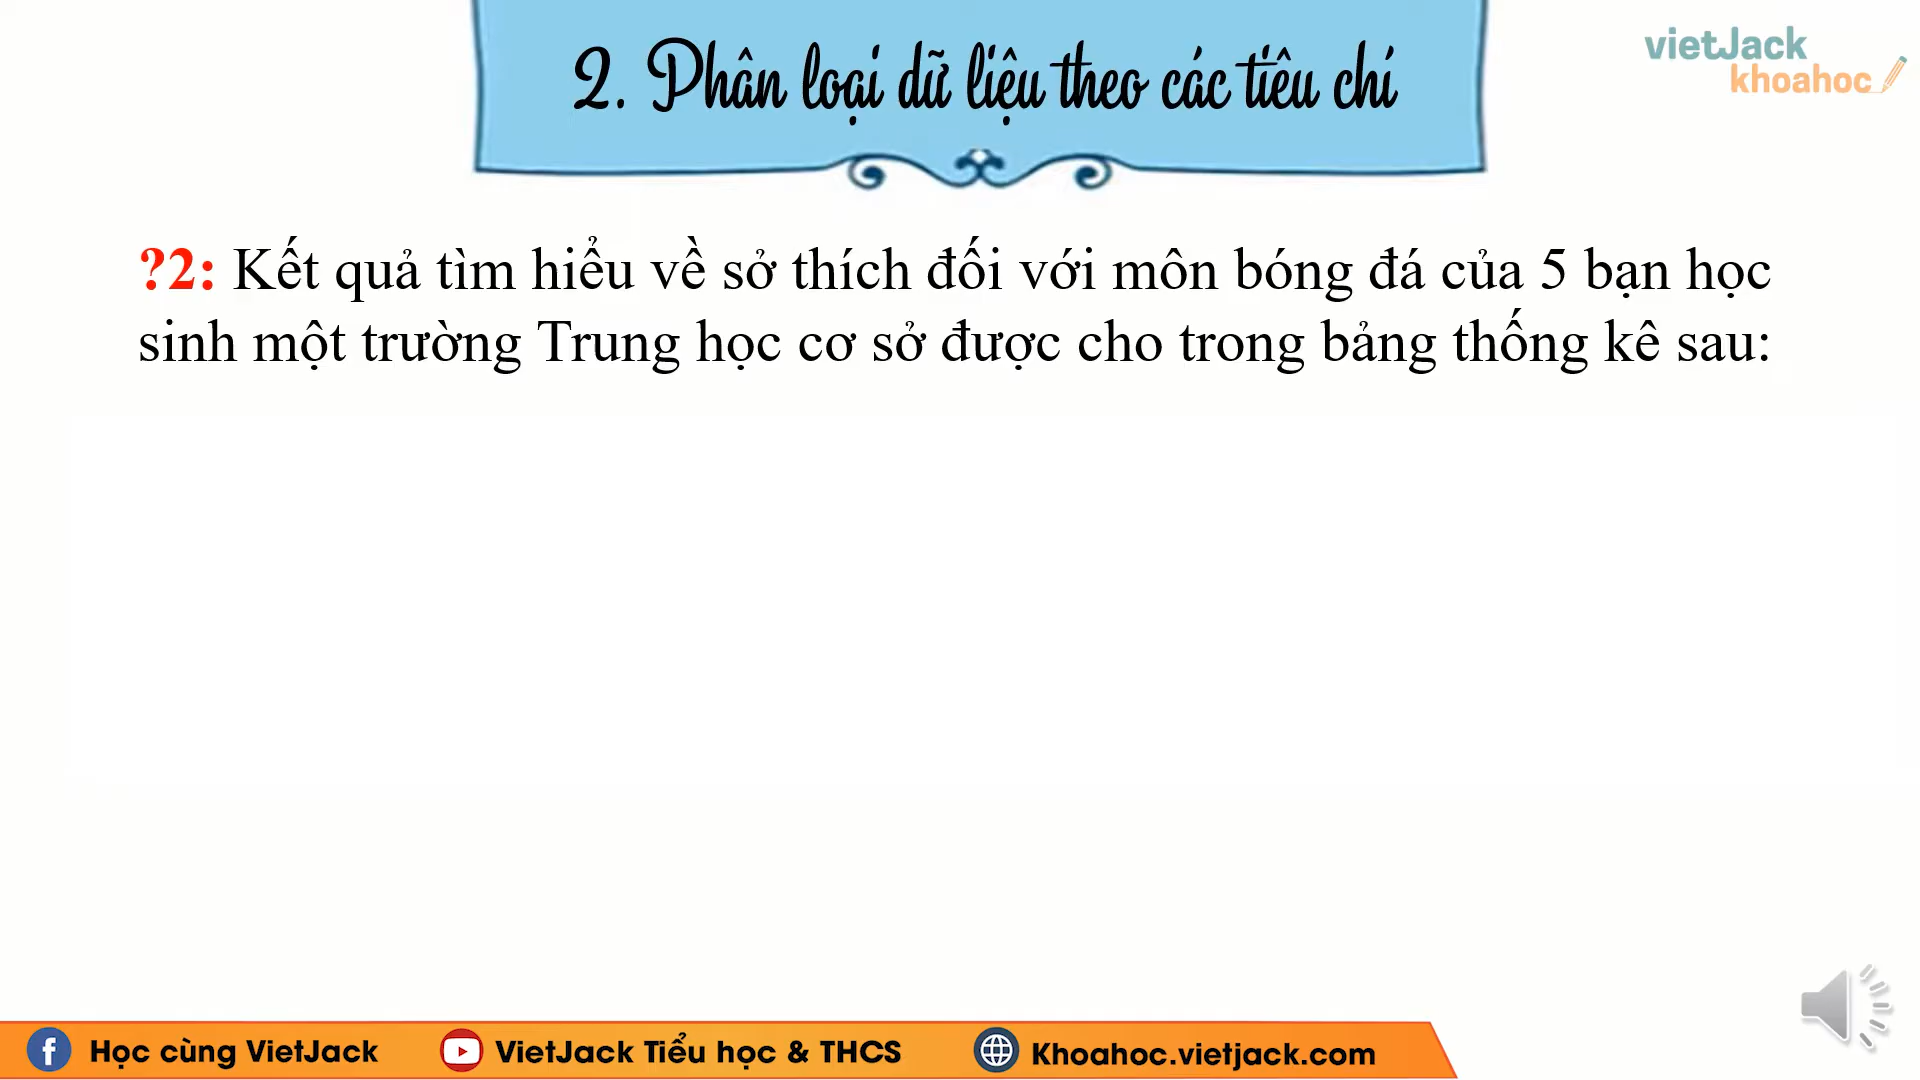 2. Phân loại dữ liệu theo các tiêu chí
vietJack
khoahoc
?2: Kết quả tìm hiểu về sở thích đối với môn bóng đá của 5 bạn học
sinh một trường Trung học cơ sở được cho trong bảng thống kê sau:
Học cùng VietJack
VietJack Tiểu học & THCS
Khoahoc.vietjack.com